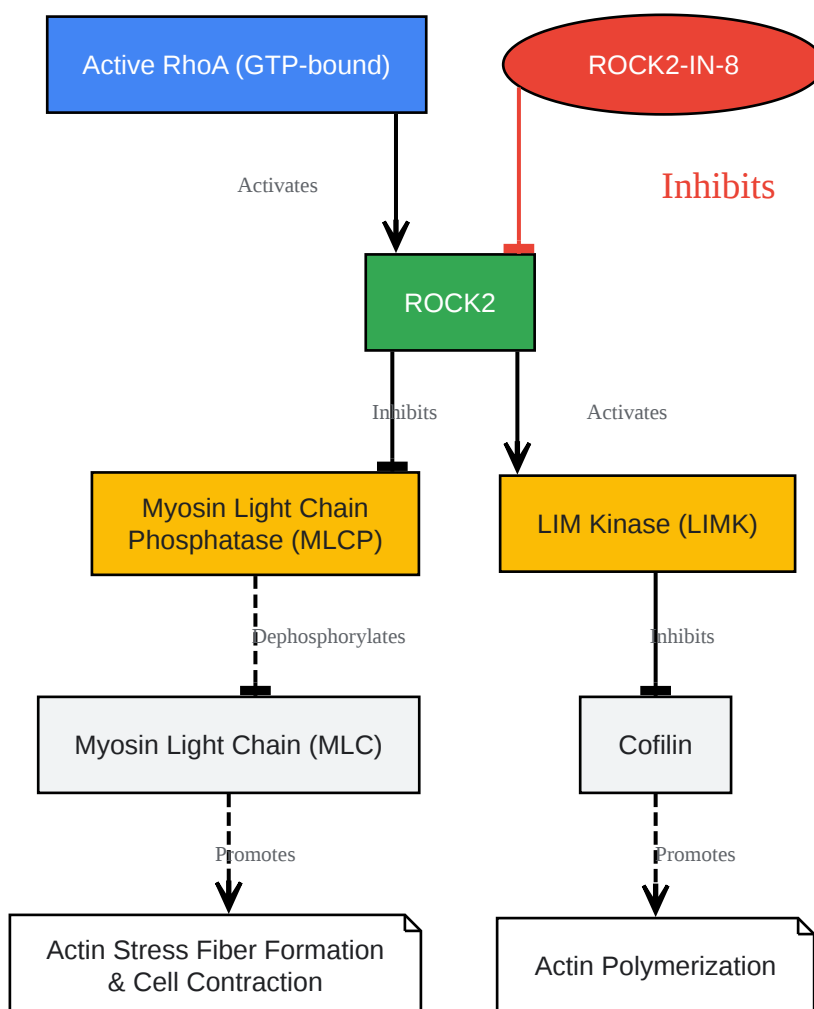 Active RhoA (GTP-bound)
ROCK2-IN-8
Activates
Inhibits
ROCK2
Inhibits
Activates
Myosin Light Chain
Phosphatase (MLCP)
LIM Kinase (LIMK)
Dephosphorylates
Inhibits
Myosin Light Chain (MLC)
Cofilin
Promotes
Promotes
Actin Stress Fiber Formation
& Cell Contraction
Actin Polymerization